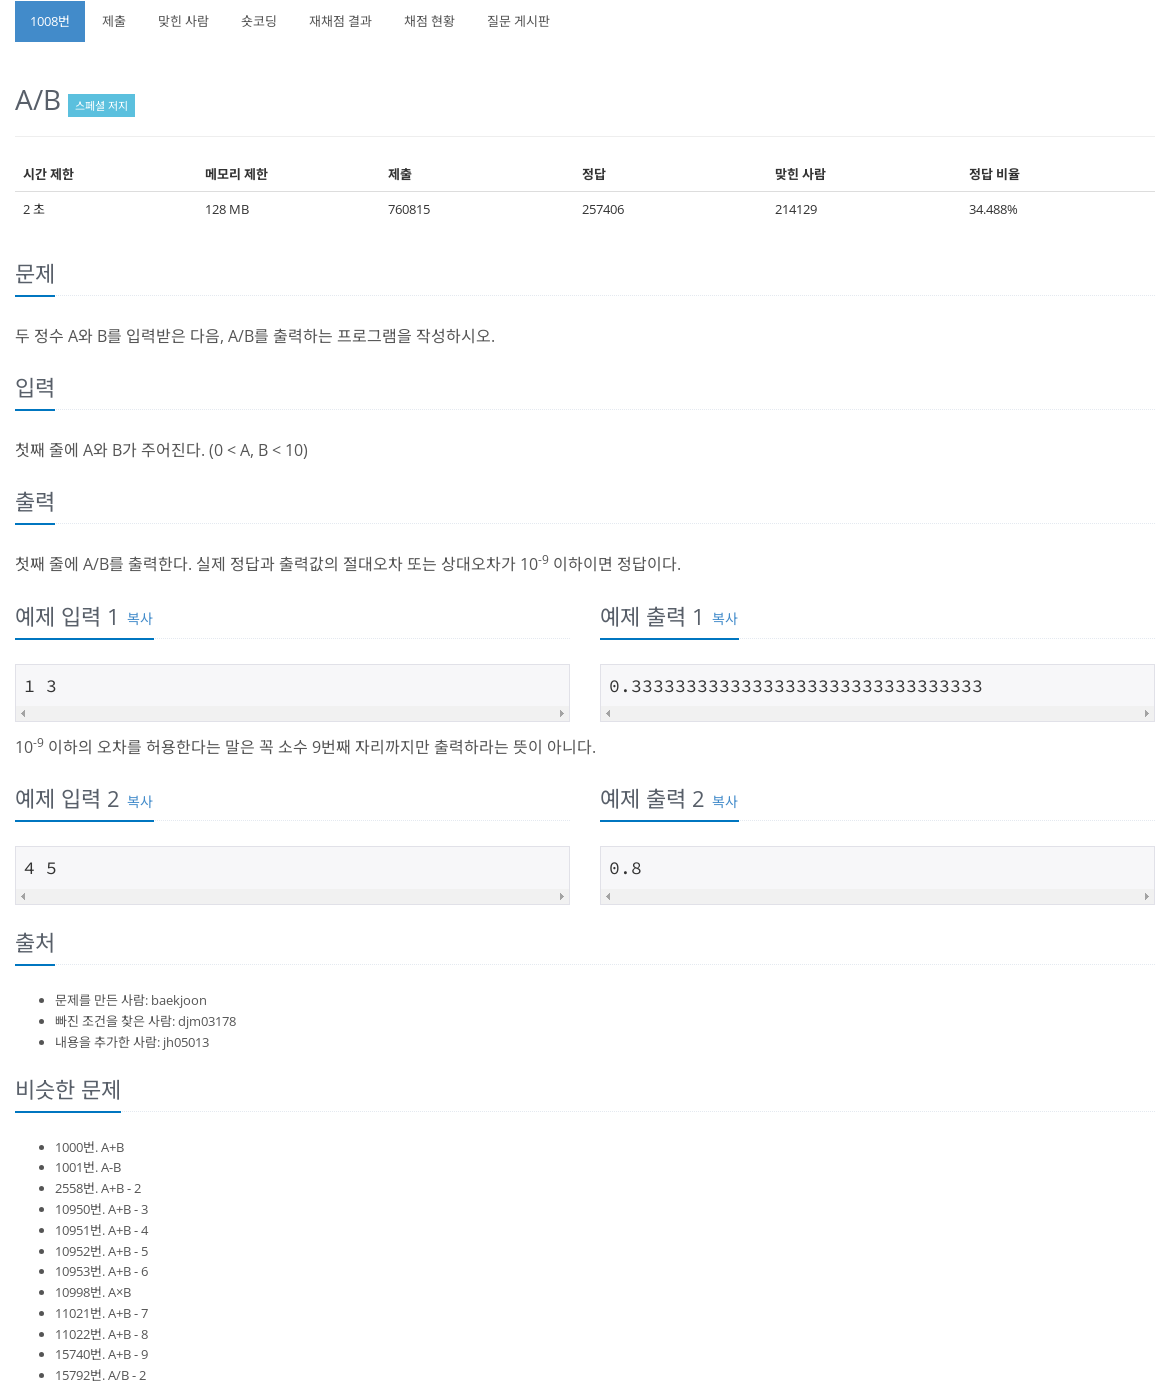 1008번 제출 맞힌 사람 숏코딩 재채점 결과 채점 현황 질문 게시판
A/B 스페셜 저지
시간 제한 메모리 제한 제출 정답 맞힌 사람 정답 비율
2 초 128 MB 760815 257406 214129 34.488%
문제
두 정수 A와 B를 입력받은 다음, A/B를 출력하는 프로그램을 작성하시오.
입력
첫째 줄에 A와 B가 주어진다. (0 < A, B < 10)
출력
첫째 줄에 A/B를 출력한다. 실제 정답과 출력값의 절대오차 또는 상대오차가 10⁻⁹ 이하이면 정답이다.
예제 입력 1 복사
1 3
예제 출력 1 복사
0.33333333333333333333333333333333
10⁻⁹ 이하의 오차를 허용한다는 말은 꼭 소수 9번째 자리까지만 출력하라는 뜻이 아니다.
예제 입력 2 복사
4 5
예제 출력 2 복사
0.8
출처
문제를 만든 사람: baekjoon
빠진 조건을 찾은 사람: djm03178
내용을 추가한 사람: jh05013
비슷한 문제
1000번. A+B
1001번. A-B
2558번. A+B - 2
10950번. A+B - 3
10951번. A+B - 4
10952번. A+B - 5
10953번. A+B - 6
10998번. A×B
11021번. A+B - 7
11022번. A+B - 8
15740번. A+B - 9
15792번. A/B - 2